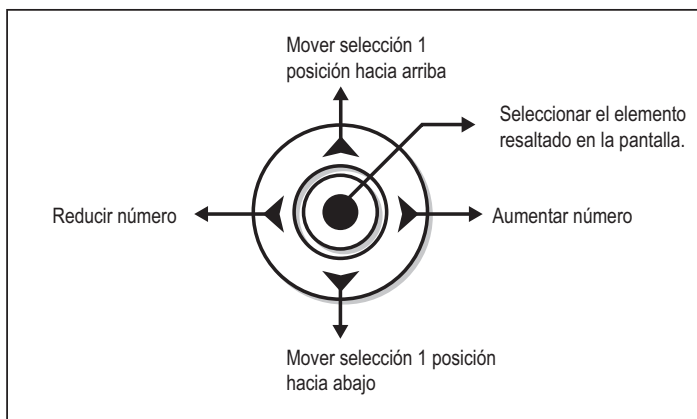 Mover selección 1
posición hacia arriba
Seleccionar el elemento
resaltado en la pantalla.
Reducir número
Aumentar número
Mover selección 1 posición
hacia abajo